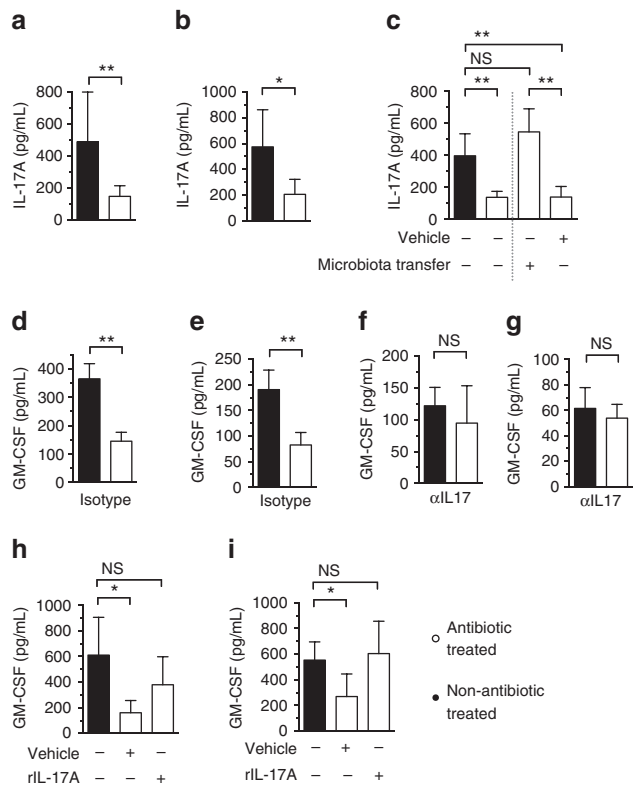 a
**
IL-17A (pg/mL)
800
600
400
200
0
b
*
IL-17A (pg/mL)
1000
800
600
400
200
0
c
**
NS
** **
IL-17A (pg/mL)
800
600
400
200
0
Vehicle – – – +
Microbiota transfer – – + –
d
**
GM-CSF (pg/mL)
400
300
200
100
0
Isotype
e
**
GM-CSF (pg/mL)
250
200
150
100
50
0
Isotype
f
NS
GM-CSF (pg/mL)
200
150
100
50
0
αIL17
g
NS
GM-CSF (pg/mL)
100
80
60
40
20
0
αIL17
h
NS
*
GM-CSF (pg/mL)
1000
800
600
400
200
0
Vehicle – + –
rIL-17A – – +
i
NS
*
GM-CSF (pg/mL)
1000
800
600
400
200
0
Vehicle – + –
rIL-17A – – +
Antibiotic
treated
Non-antibiotic
treated